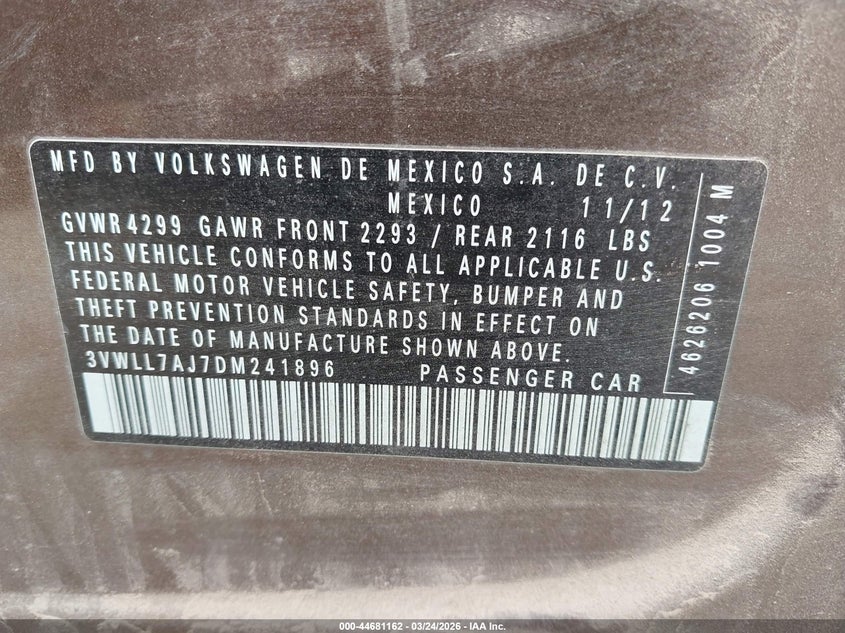 MFD BY VOLKSWAGEN DE MEXICO S.A. DE C.V.
MEXICO 11/12
GVWR 4299 GAWR FRONT 2293 / REAR 2116 LBS
THIS VEHICLE CONFORMS TO ALL APPLICABLE U.S.
FEDERAL MOTOR VEHICLE SAFETY, BUMPER AND
THEFT PREVENTION STANDARDS IN EFFECT ON
THE DATE OF MANUFACTURE SHOWN ABOVE.
3VWLL7AJ7DM241896 PASSENGER CAR
4626206 1004 M
000-44681162 - 03/24/2026 - IAA Inc.